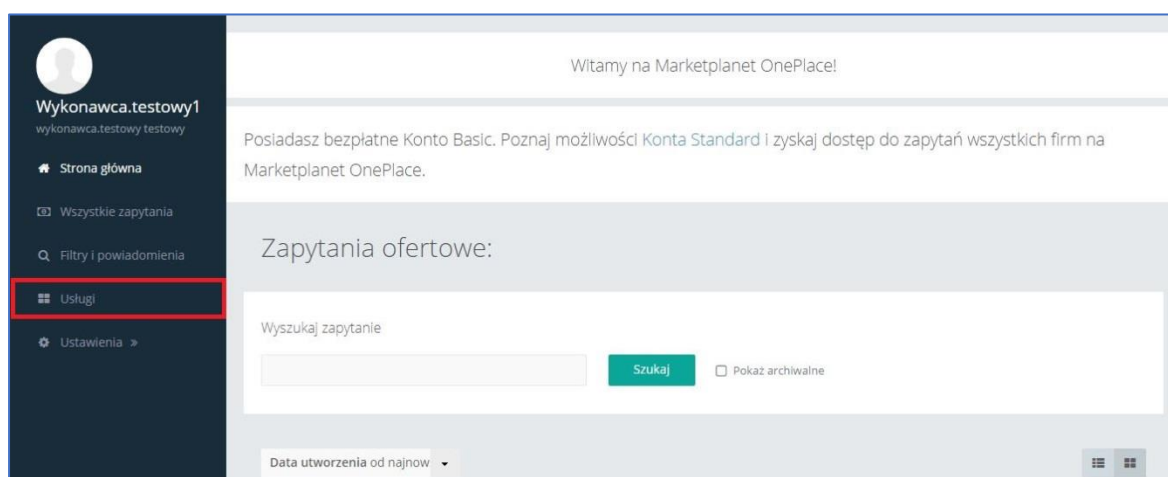 Wykonawca.testowy1
wykonawca.testowy testowy
Strona główna
Wszystkie zapytania
Filtry i powiadomienia
Usługi
Ustawienia »
Witamy na Marketplanet OnePlace!
Posiadasz bezpłatne Konto Basic. Poznaj możliwości Konta Standard i zyskaj dostęp do zapytań wszystkich firm na
Marketplanet OnePlace.
Zapytania ofertowe:
Wyszukaj zapytanie
Szukaj
Pokaż archiwalne
Data utworzenia od najnow